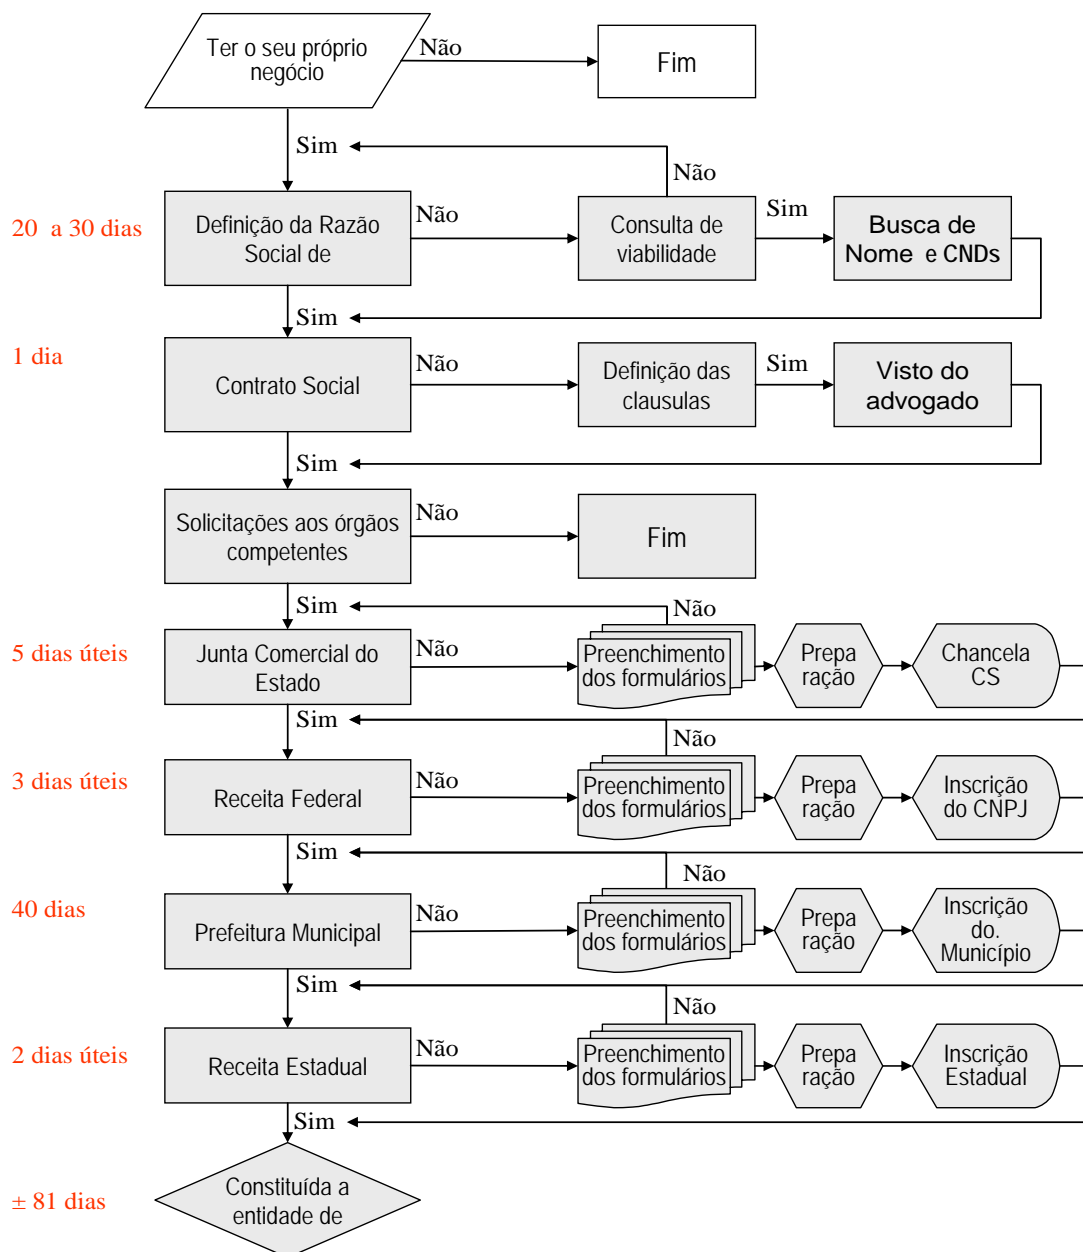 Ter o seu próprio
negócio
Não
Fim
Sim
Não
20 a 30 dias
Definição da Razão
Social de
Não
Consulta de
viabilidade
Sim
Busca de
Nome e CNDs
Sim
1 dia
Contrato Social
Não
Definição das
clausulas
Sim
Visto do
advogado
Sim
Solicitações aos órgãos
competentes
Não
Fim
Sim
Não
5 dias úteis
Junta Comercial do
Estado
Não
Preenchimento
dos formulários
Prepa
ração
Chancela
CS
Sim
Não
3 dias úteis
Receita Federal
Não
Preenchimento
dos formulários
Prepa
ração
Inscrição
do CNPJ
Sim
Não
40 dias
Prefeitura Municipal
Não
Preenchimento
dos formulários
Prepa
ração
Inscrição
do.
Município
Sim
Não
2 dias úteis
Receita Estadual
Não
Preenchimento
dos formulários
Prepa
ração
Inscrição
Estadual
Sim
± 81 dias
Constituída a
entidade de